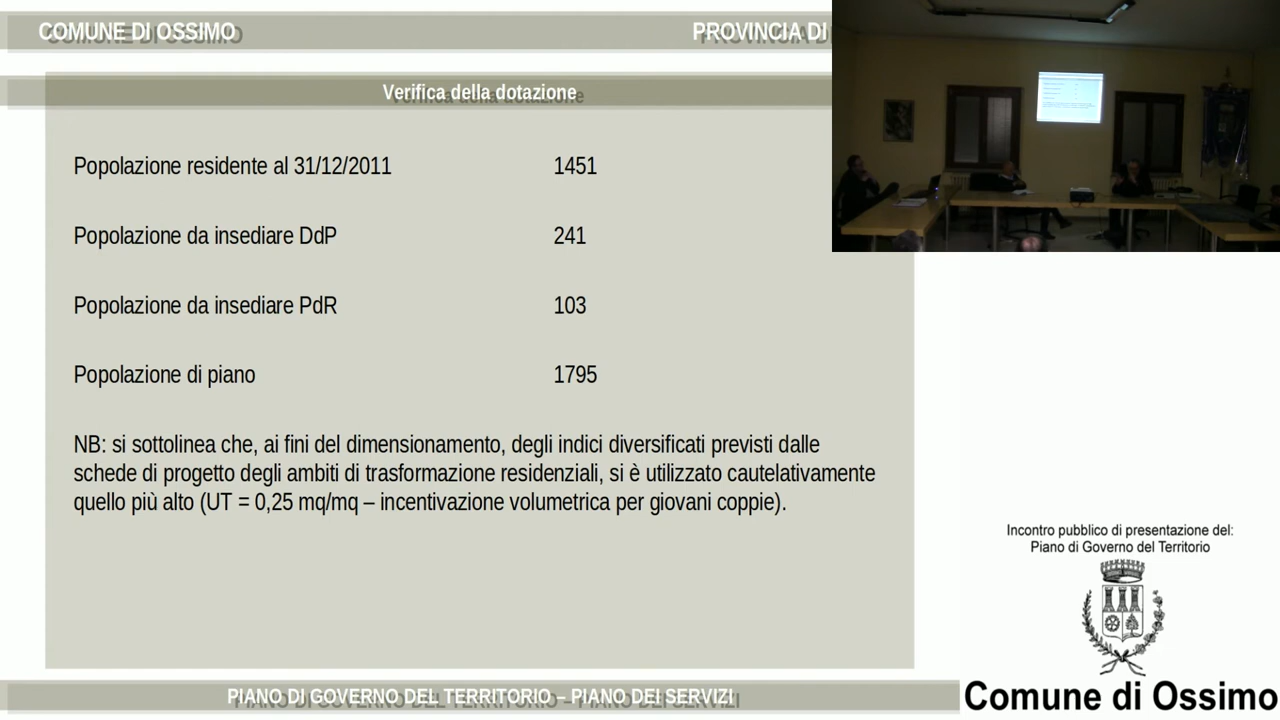 COMUNE DI OSSIMO
PROVINCIA DI
Verifica della dotazione
Popolazione residente al 31/12/2011 1451
Popolazione da insediare DdP 241
Popolazione da insediare PdR 103
Popolazione di piano 1795
NB: si sottolinea che, ai fini del dimensionamento, degli indici diversificati previsti dalle
schede di progetto degli ambiti di trasformazione residenziali, si è utilizzato cautelativamente
quello più alto (UT = 0,25 mq/mq – incentivazione volumetrica per giovani coppie).
PIANO DI GOVERNO DEL TERRITORIO – PIANO DEI SERVIZI
Incontro pubblico di presentazione del:
Piano di Governo del Territorio
Comune di Ossimo